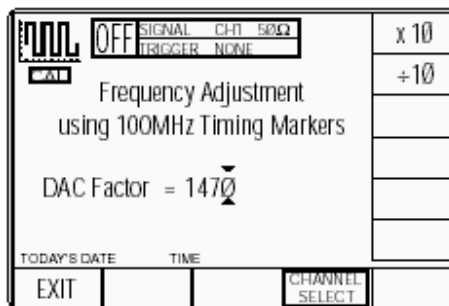 OFF SIGNAL CH1 50Ω
TRIGGER NONE
x 10
÷10
CAL
Frequency Adjustment
using 100MHz Timing Markers
DAC Factor = 1470
TODAY'S DATE TIME
EXIT
CHANNEL
SELECT